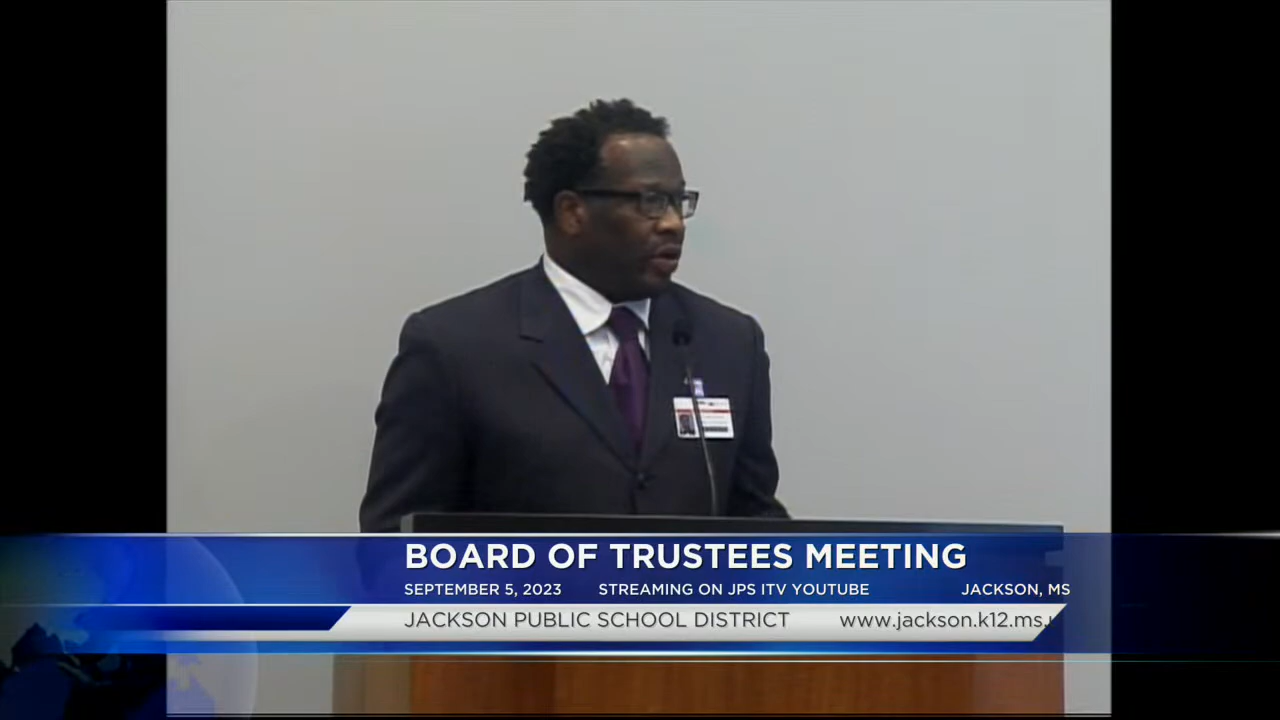 BOARD OF TRUSTEES MEETING
SEPTEMBER 5, 2023 STREAMING ON JPS ITV YOUTUBE JACKSON, MS
JACKSON PUBLIC SCHOOL DISTRICT www.jackson.k12.ms.